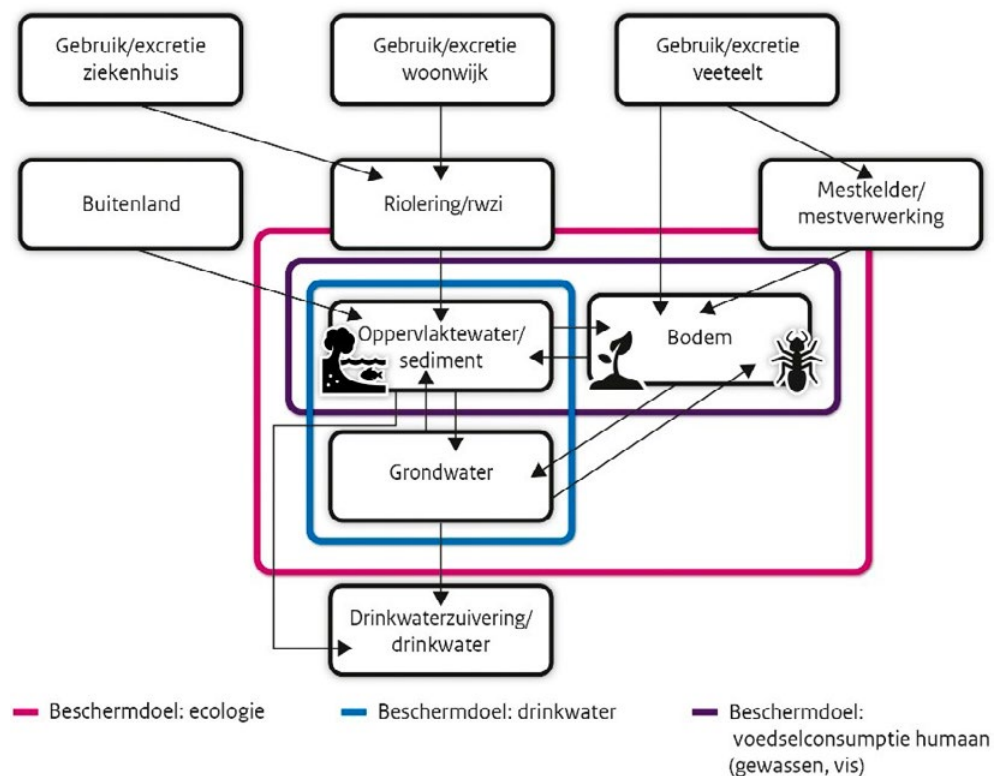 Gebruik/excretie
ziekenhuis
Gebruik/excretie
woonwijk
Gebruik/excretie
veeteelt
Buitenland
Riolering/rwzi
Mestkelder/
mestverwerking
Oppervlaktewater/
sediment
Bodem
Grondwater
Drinkwaterzuivering/
drinkwater
Beschermdoel: ecologie
Beschermdoel: drinkwater
Beschermdoel:
voedselconsumptie humaan
(gewassen, vis)